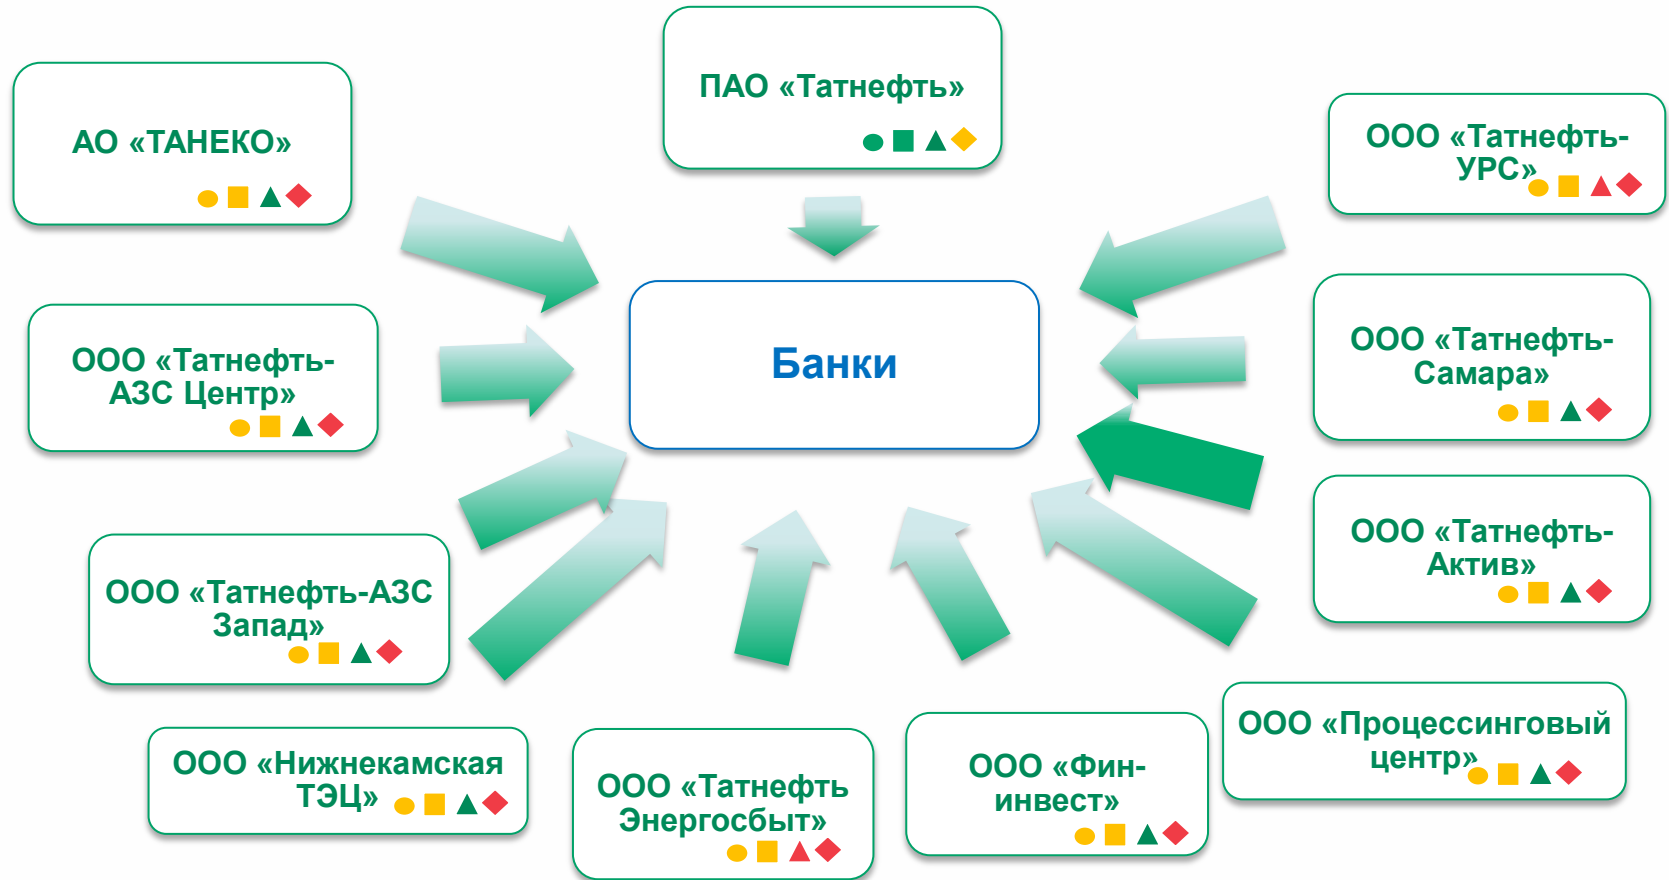 ПАО «Татнефть»
АО «ТАНЕКО»
ООО «Татнефть-
УРС»
ООО «Татнефть-
АЗС Центр»
Банки
ООО «Татнефть-
Самара»
ООО «Татнефть-
Актив»
ООО «Татнефть-АЗС
Запад»
ООО «Нижнекамская
ТЭЦ»
ООО «Татнефть
Энергосбыт»
ООО «Фин-
инвест»
ООО «Процессинговый
центр»